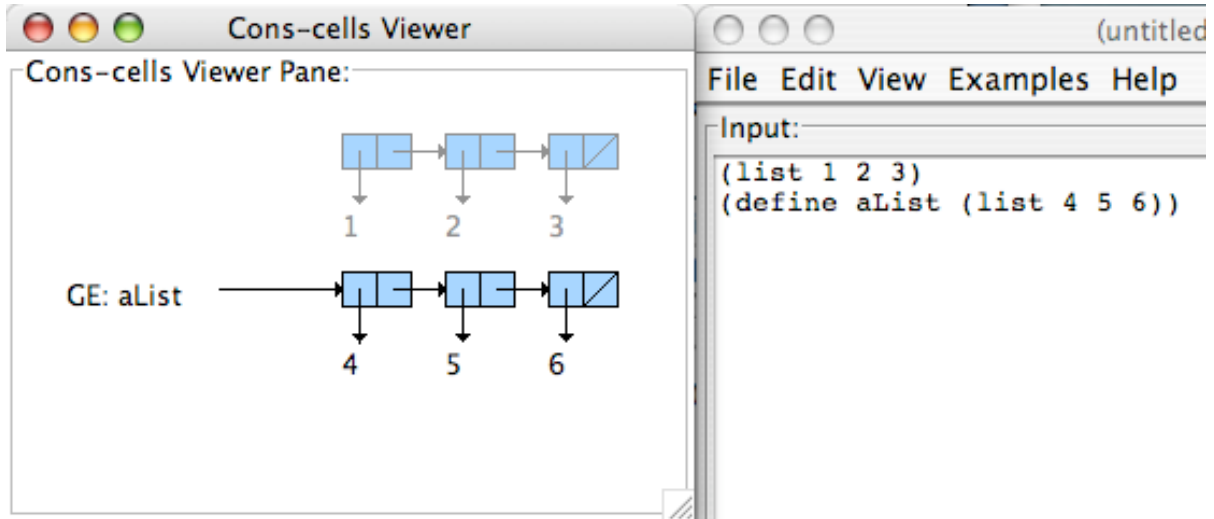 Cons-cells Viewer
Cons-cells Viewer Pane:
1 2 3
GE: aList
4 5 6
(untitled
File Edit View Examples Help
Input:
(list 1 2 3)
(define aList (list 4 5 6))